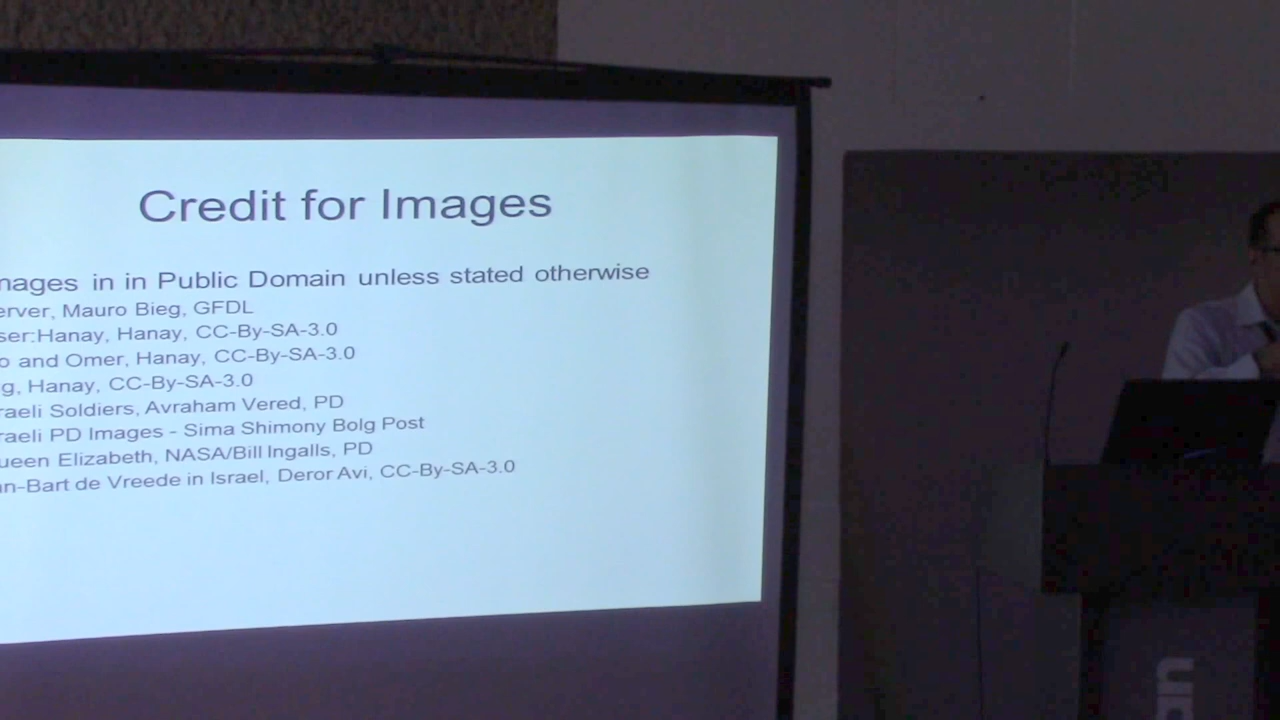 Credit for Images
nages in in Public Domain unless stated otherwise
erver, Mauro Bieg, GFDL
ser:Hanay, Hanay, CC-By-SA-3.0
o and Omer, Hanay, CC-By-SA-3.0
g, Hanay, CC-By-SA-3.0
raeli Soldiers, Avraham Vered, PD
raeli PD Images - Sima Shimony Bolg Post
ueen Elizabeth, NASA/Bill Ingalls, PD
n-Bart de Vreede in Israel, Deror Avi, CC-By-SA-3.0